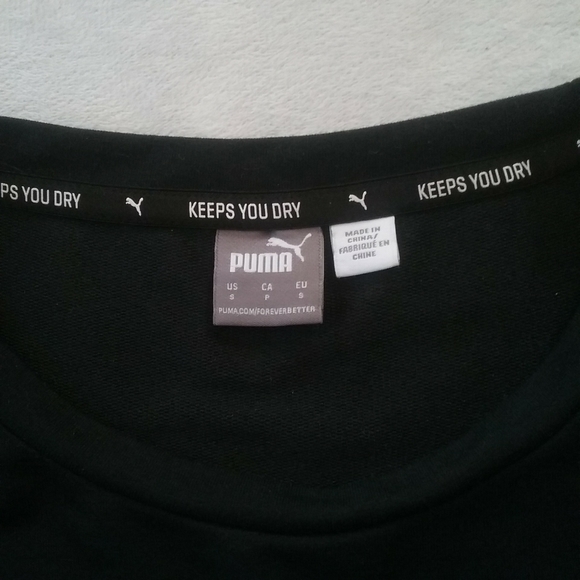 EPS YOU DRY
KEEPS YOU DRY
KEEPS YOU DRY
PUMA
US CA EU
S P S
PUMA.COM/FOREVERBETTER
MADE IN
CHINA/
FABRIQUÉ EN
CHINE